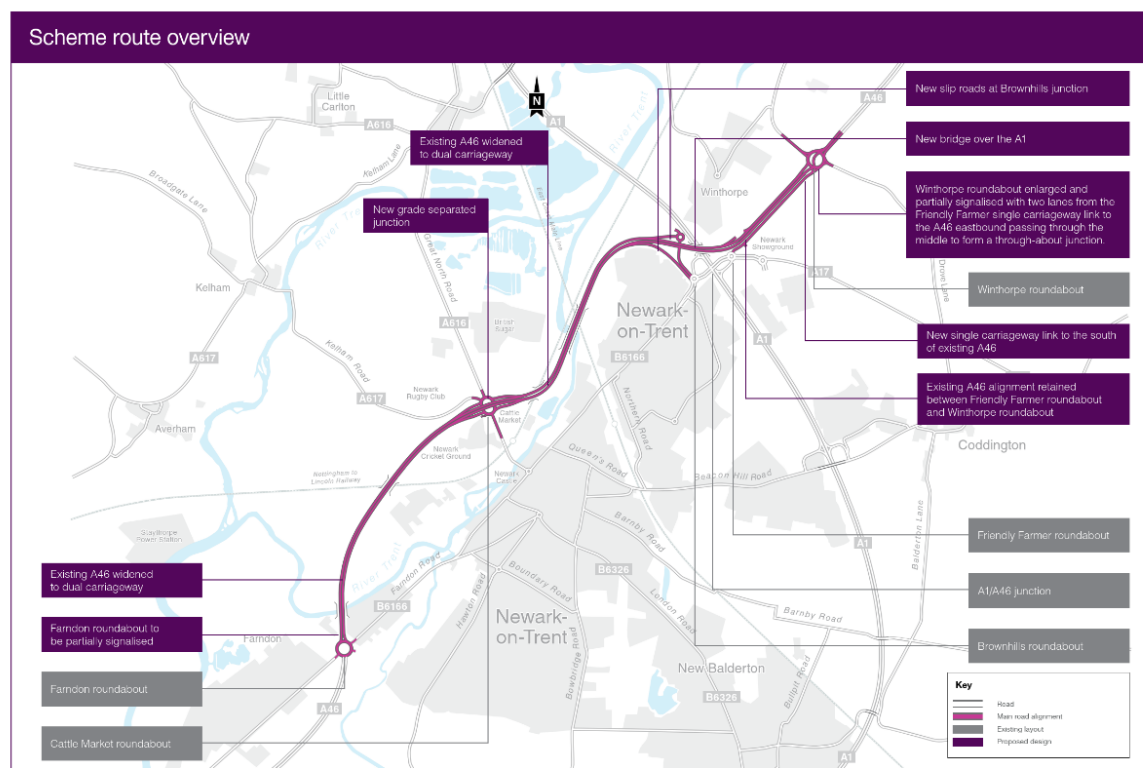 Scheme route overview
Little
Carlton
A616
Kelham Lane
Broadgate Lane
River Trent
N
A1
River Trent
A46
Existing A46 widened
to dual carriageway
New grade separated
junction
Great North Road
A616
Kelham
A617
Kelham Road
A617
Averham
Newark
Rugby Club
Cattle
Market
Newark
Cricket Ground
Newark
Castle
Nottingham to
Lincoln Railway
Staythorpe
Power Station
British
Sugar
Winthorpe
Newark
Showground
A17
Drove Lane
Newark-
on-Trent
B6166
Northern Road
A1
Queen's Road
Beacon Hill Road
Coddington
New slip roads at Brownhills junction
New bridge over the A1
Winthorpe roundabout enlarged and
partially signalised with two lanes from the
Friendly Farmer single carriageway link to
the A46 eastbound passing through the
middle to form a through-about junction.
Winthorpe roundabout
New single carriageway link to the south
of existing A46
Existing A46 alignment retained
between Friendly Farmer roundabout
and Winthorpe roundabout
Friendly Farmer roundabout
A1/A46 junction
Brownhills roundabout
Existing A46 widened
to dual carriageway
Farndon roundabout to
be partially signalised
Farndon roundabout
Cattle Market roundabout
River Trent
Farndon Road
B6166
Farndon
A46
Hawton Road
Boundary Road
Newark-
on-Trent
Bowbridge Road
Barnby Road
B6326
London Road
New Balderton
B6326
Barnby Road
Bullpit Road
Balderton Lane
A1
A1
Key
Road
Main road alignment
Existing layout
Proposed design